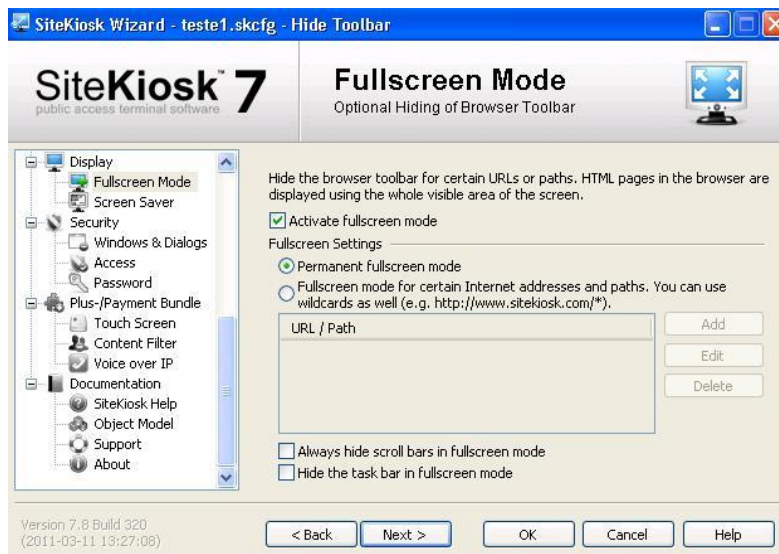 SiteKiosk Wizard - teste1.skcfg - Hide Toolbar
SiteKiosk™ 7
public access terminal software
Fullscreen Mode
Optional Hiding of Browser Toolbar
Display
Fullscreen Mode
Screen Saver
Security
Windows & Dialogs
Access
Password
Plus-/Payment Bundle
Touch Screen
Content Filter
Voice over IP
Documentation
SiteKiosk Help
Object Model
Support
About
Hide the browser toolbar for certain URLs or paths. HTML pages in the browser are
displayed using the whole visible area of the screen.
Activate fullscreen mode
Fullscreen Settings
Permanent fullscreen mode
Fullscreen mode for certain Internet addresses and paths. You can use
wildcards as well (e.g. http://www.sitekiosk.com/*).
URL / Path
Add
Edit
Delete
Always hide scroll bars in fullscreen mode
Hide the task bar in fullscreen mode
Version 7.8 Build 320
(2011-03-11 13:27:08)
< Back
Next >
OK
Cancel
Help